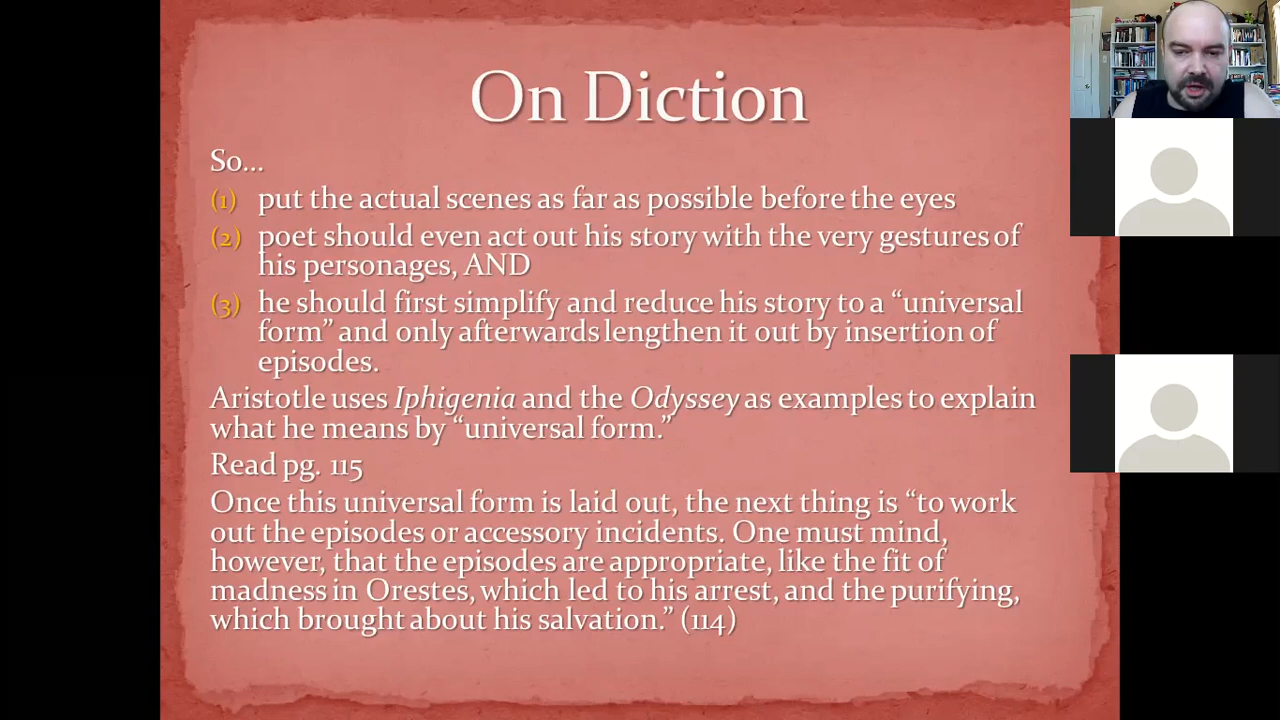 On Diction
So…
(1) put the actual scenes as far as possible before the eyes
(2) poet should even act out his story with the very gestures of
his personages, AND
(3) he should first simplify and reduce his story to a “universal
form” and only afterwards lengthen it out by insertion of
episodes.
Aristotle uses Iphigenia and the Odyssey as examples to explain
what he means by “universal form.”
Read pg. 115
Once this universal form is laid out, the next thing is “to work
out the episodes or accessory incidents. One must mind,
however, that the episodes are appropriate, like the fit of
madness in Orestes, which led to his arrest, and the purifying,
which brought about his salvation.” (114)